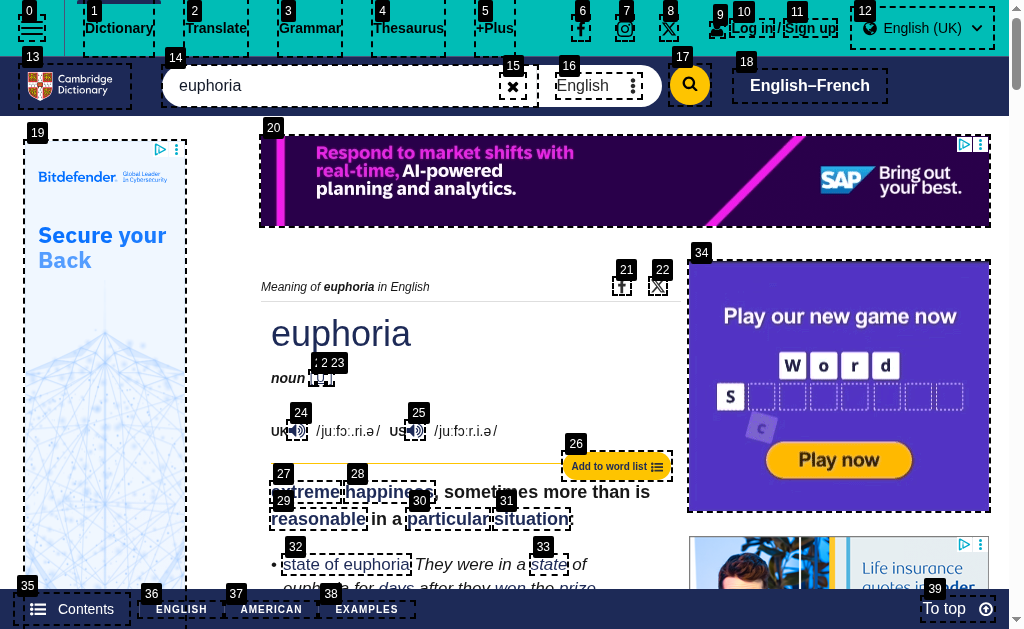 0 1 2 3 4 5 6 7 8 9 10 11 12
Dictionary Translate Grammar Thesaurus +Plus Log in / Sign up English (UK)
13 14 15 16 17 18
Cambridge Dictionary
euphoria English English–French
19
Bitdefender Global Leader in Cybersecurity
Secure your
Back
20
Respond to market shifts with
real-time, AI-powered
planning and analytics.
SAP Bring out
your best.
21 22
Meaning of euphoria in English
euphoria
23
noun [ U ]
24 25
UK /juːˈfɔː.ri.ə/ US /juːˈfɔːr.i.ə/
26
Add to word list
27 28
extreme happiness, sometimes more than is
29 30 31
reasonable in a particular situation:
32 33
• state of euphoria They were in a state of
euphoria for days after they won the prize.
34
Play our new game now
W o r d
S
c
Play now
Life insurance
quotes in
35 36 37 38 39
Contents ENGLISH AMERICAN EXAMPLES To top